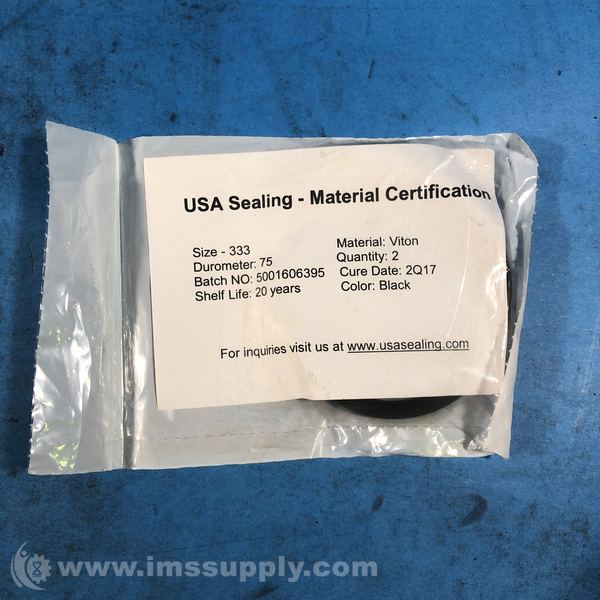 USA Sealing - Material Certification
Size - 333
Durometer: 75
Batch NO: 5001606395
Shelf Life: 20 years
Material: Viton
Quantity: 2
Cure Date: 2Q17
Color: Black
For inquiries visit us at www.usasealing.com
www.imssupply.com